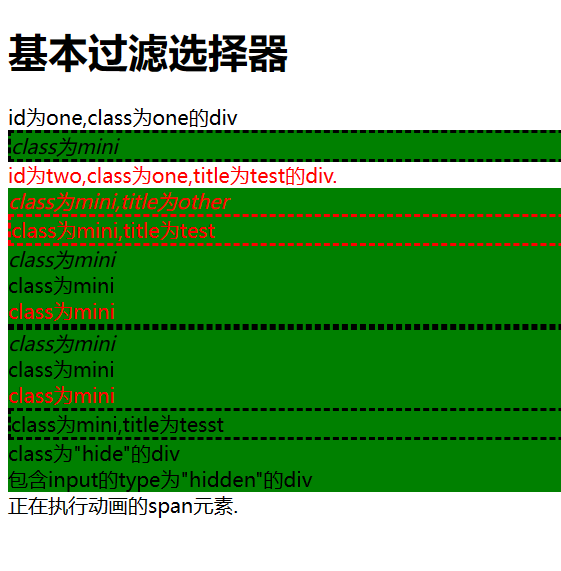 基本过滤选择器
id为one,class为one的div
class为mini
id为two,class为one,title为test的div.
class为mini,title为other
class为mini,title为test
class为mini
class为mini
class为mini
class为mini
class为mini
class为mini
class为mini,title为tesst
class为"hide"的div
包含input的type为"hidden"的div
正在执行动画的span元素.